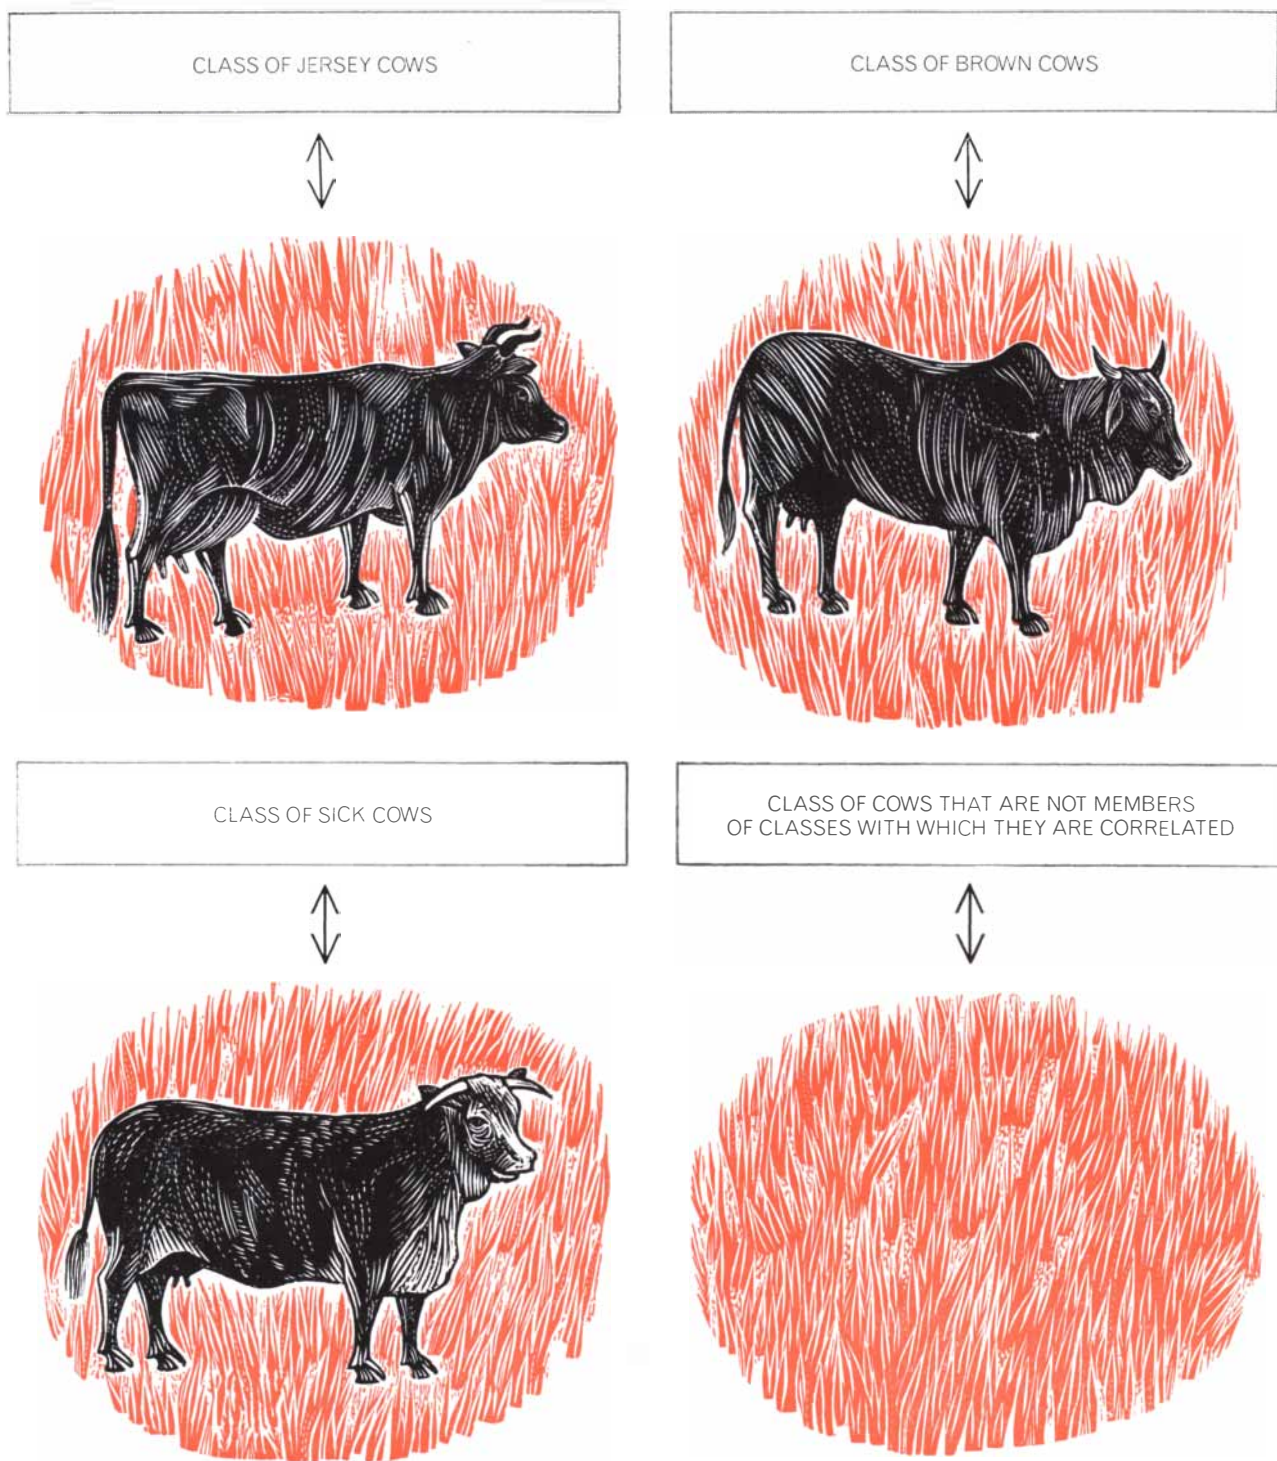 CLASS OF JERSEY COWS
CLASS OF BROWN COWS
CLASS OF SICK COWS
CLASS OF COWS THAT ARE NOT MEMBERS
OF CLASSES WITH WHICH THEY ARE CORRELATED